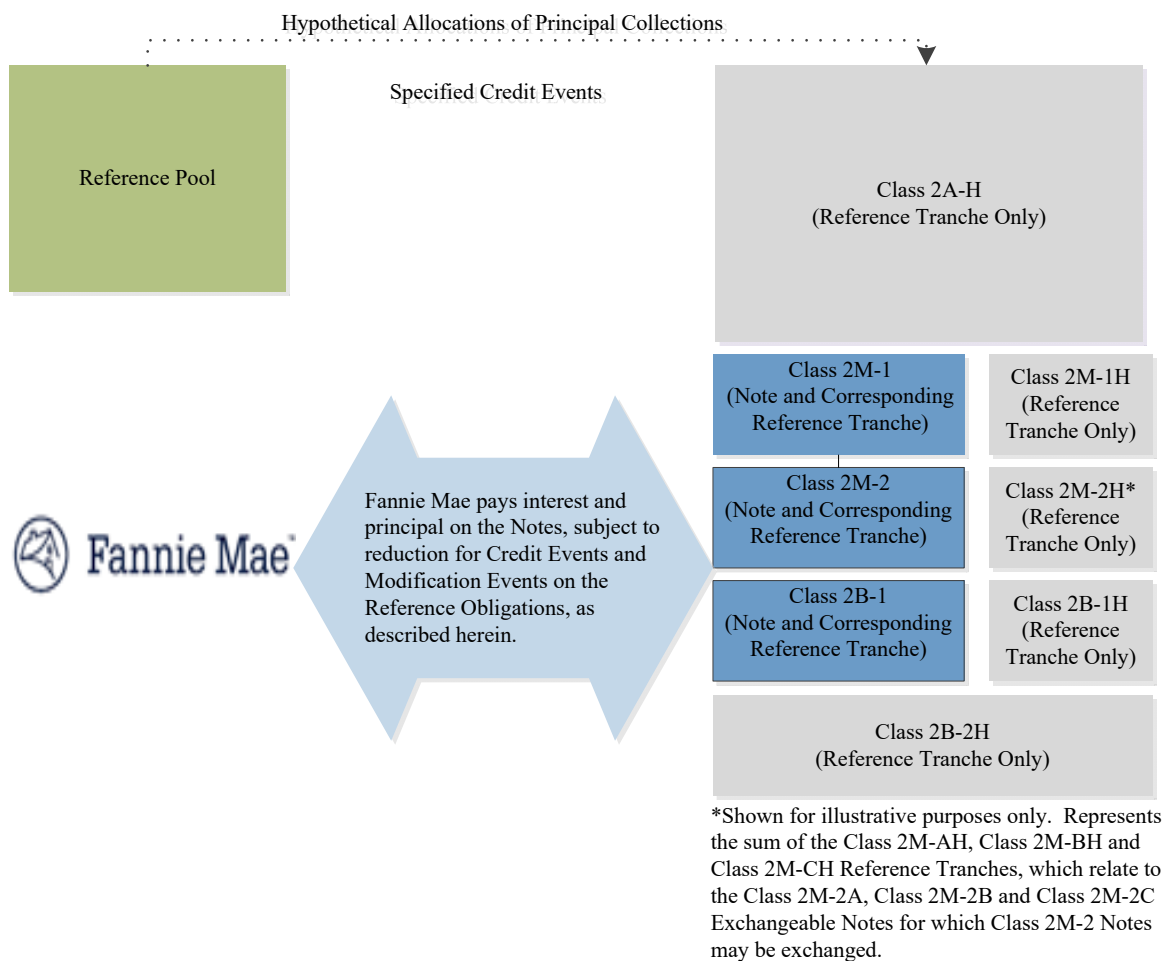 Hypothetical Allocations of Principal Collections
Specified Credit Events
Reference Pool
Class 2A-H
(Reference Tranche Only)
Class 2M-1
(Note and Corresponding
Reference Tranche)
Class 2M-1H
(Reference
Tranche Only)
Class 2M-2
(Note and Corresponding
Reference Tranche)
Class 2M-2H*
(Reference
Tranche Only)
Fannie Mae™
Fannie Mae pays interest and
principal on the Notes, subject to
reduction for Credit Events and
Modification Events on the
Reference Obligations, as
described herein.
Class 2B-1
(Note and Corresponding
Reference Tranche)
Class 2B-1H
(Reference
Tranche Only)
Class 2B-2H
(Reference Tranche Only)
*Shown for illustrative purposes only.  Represents
the sum of the Class 2M-AH, Class 2M-BH and
Class 2M-CH Reference Tranches, which relate to
the Class 2M-2A, Class 2M-2B and Class 2M-2C
Exchangeable Notes for which Class 2M-2 Notes
may be exchanged.